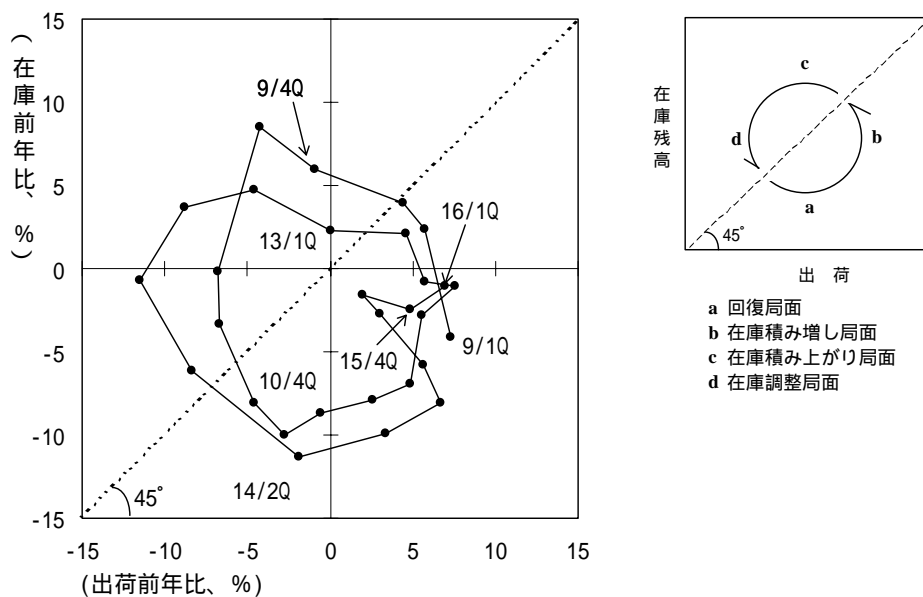 15
10
5
0
-5
-10
-15
(在庫前年比、%)
9/4Q
13/1Q
16/1Q
15/4Q
9/1Q
10/4Q
14/2Q
45°
-15
-10
-5
0
5
10
15
(出荷前年比、%)
在庫残高
c
d
b
a
45°
出 荷
a 回復局面
b 在庫積み増し局面
c 在庫積み上がり局面
d 在庫調整局面